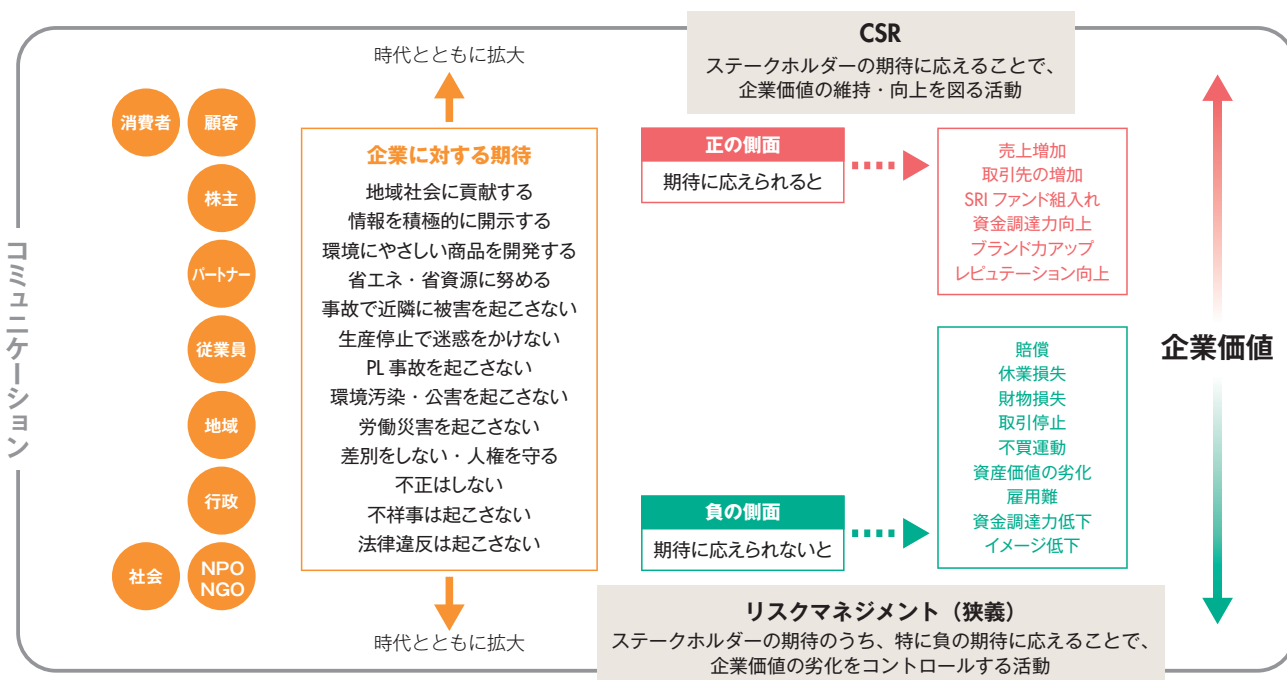 コミュニケーション
消費者
顧客
株主
パートナー
従業員
地域
行政
社会
NPO
NGO
時代とともに拡大
企業に対する期待
地域社会に貢献する
情報を積極的に開示する
環境にやさしい商品を開発する
省エネ・省資源に努める
事故で近隣に被害を起こさない
生産停止で迷惑をかけない
PL 事故を起こさない
環境汚染・公害を起こさない
労働災害を起こさない
差別をしない・人権を守る
不正はしない
不祥事は起こさない
法律違反は起こさない
時代とともに拡大
CSR
ステークホルダーの期待に応えることで、
企業価値の維持・向上を図る活動
正の側面
期待に応えられると
売上増加
取引先の増加
SRI ファンド組入れ
資金調達力向上
ブランド力アップ
レピュテーション向上
負の側面
期待に応えられないと
賠償
休業損失
財物損失
取引停止
不買運動
資産価値の劣化
雇用難
資金調達力低下
イメージ低下
企業価値
リスクマネジメント（狭義）
ステークホルダーの期待のうち、特に負の期待に応えることで、
企業価値の劣化をコントロールする活動